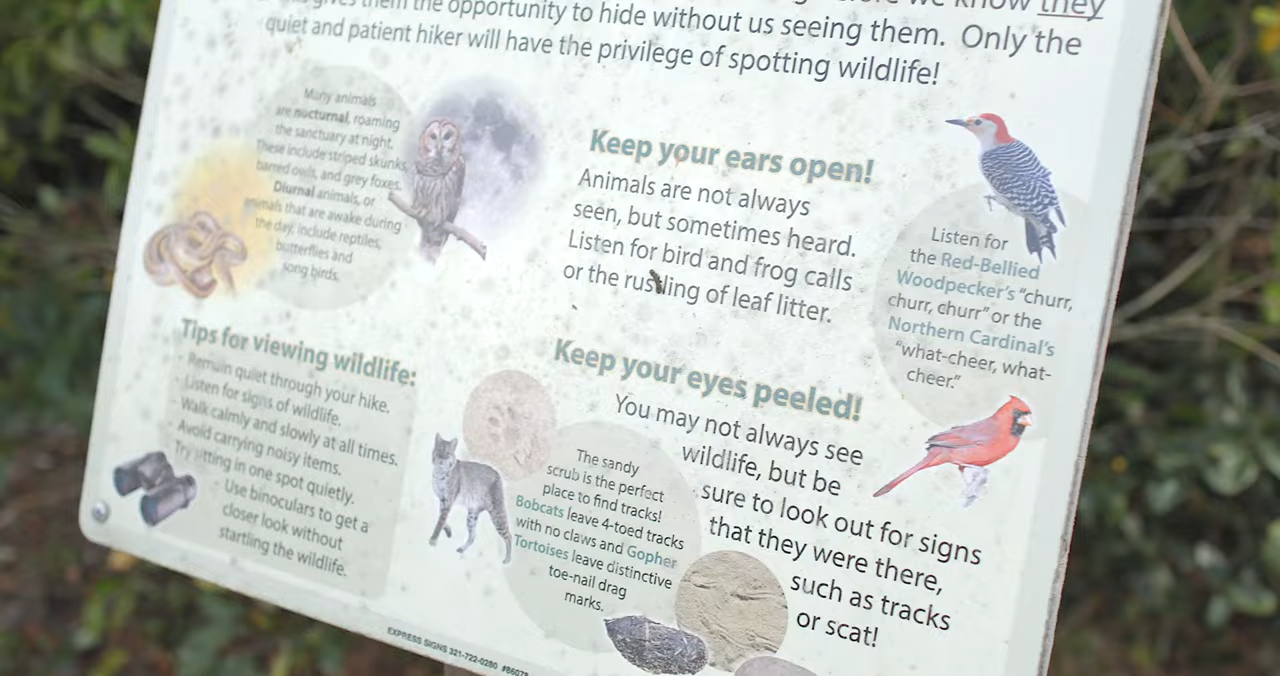 know they
them the opportunity to hide without us seeing them. Only the
quiet and patient hiker will have the privilege of spotting wildlife!
Many animals
are nocturnal, roaming
the sanctuary at night.
These include striped skunks,
barred owls, and grey foxes.
Diurnal animals, or
animals that are awake during
the day, include reptiles,
butterflies and
song birds.
Keep your ears open!
Animals are not always
seen, but sometimes heard.
Listen for bird and frog calls
or the rustling of leaf litter.
Listen for
the Red-Bellied
Woodpecker's "churr,
churr, churr" or the
Northern Cardinal's
"what-cheer, what-
cheer."
Tips for viewing wildlife:
- Remain quiet through your hike.
- Listen for signs of wildlife.
- Walk calmly and slowly at all times.
- Avoid carrying noisy items.
- Try sitting in one spot quietly.
- Use binoculars to get a
closer look without
startling the wildlife.
Keep your eyes peeled!
You may not always see
wildlife, but be
sure to look out for signs
that they were there,
such as tracks
or scat!
The sandy
scrub is the perfect
place to find tracks!
Bobcats leave 4-toed tracks
with no claws and Gopher
Tortoises leave distinctive
toe-nail drag
marks.
EXPRESS SIGNS 321-722-0280